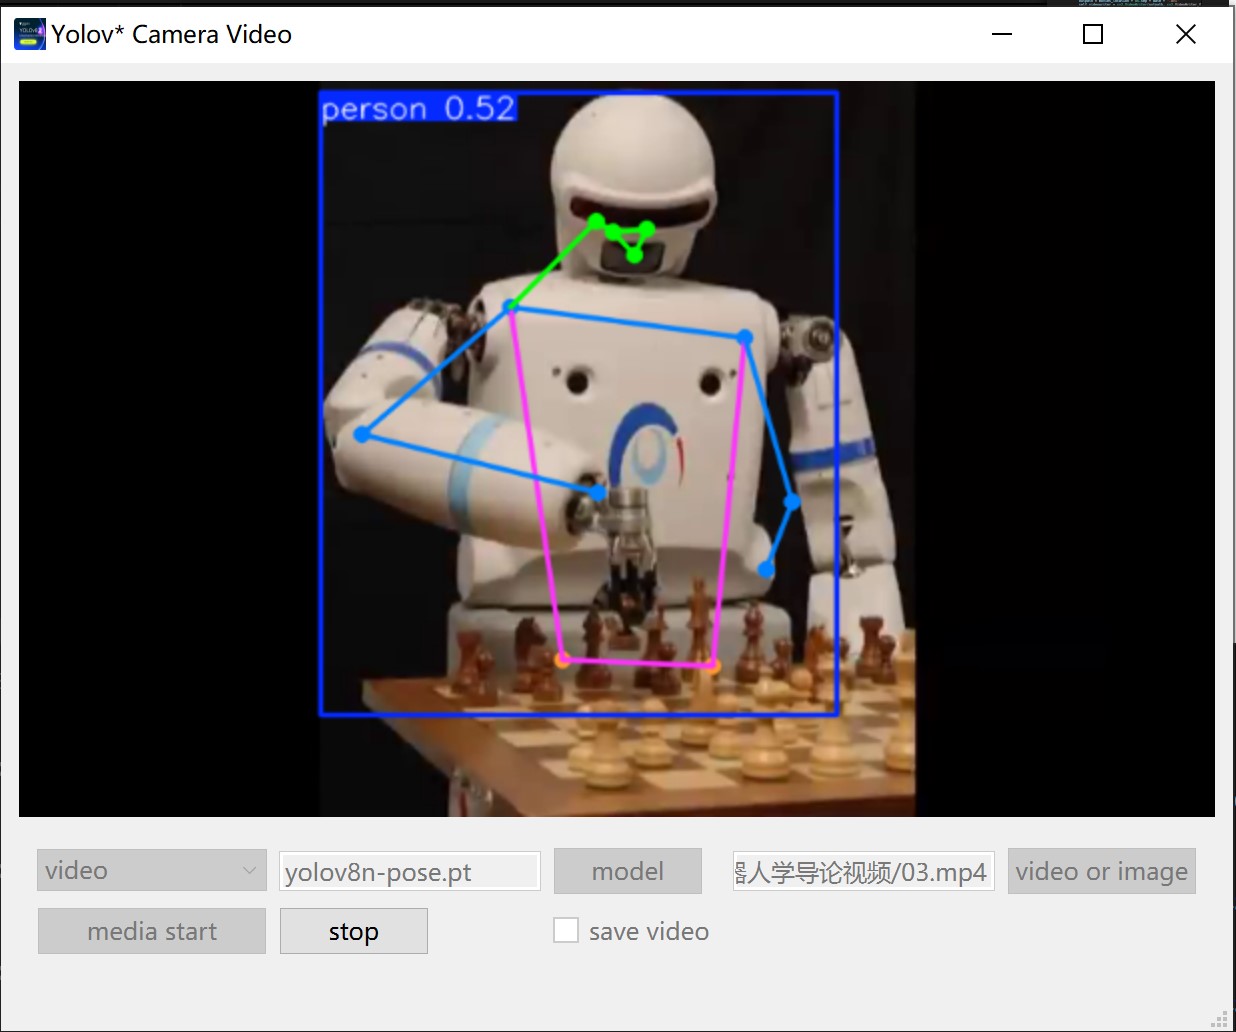 Yolov* Camera Video
person 0.52
video
yolov8n-pose.pt
model
人学导论视频/03.mp4
video or image
media start
stop
save video